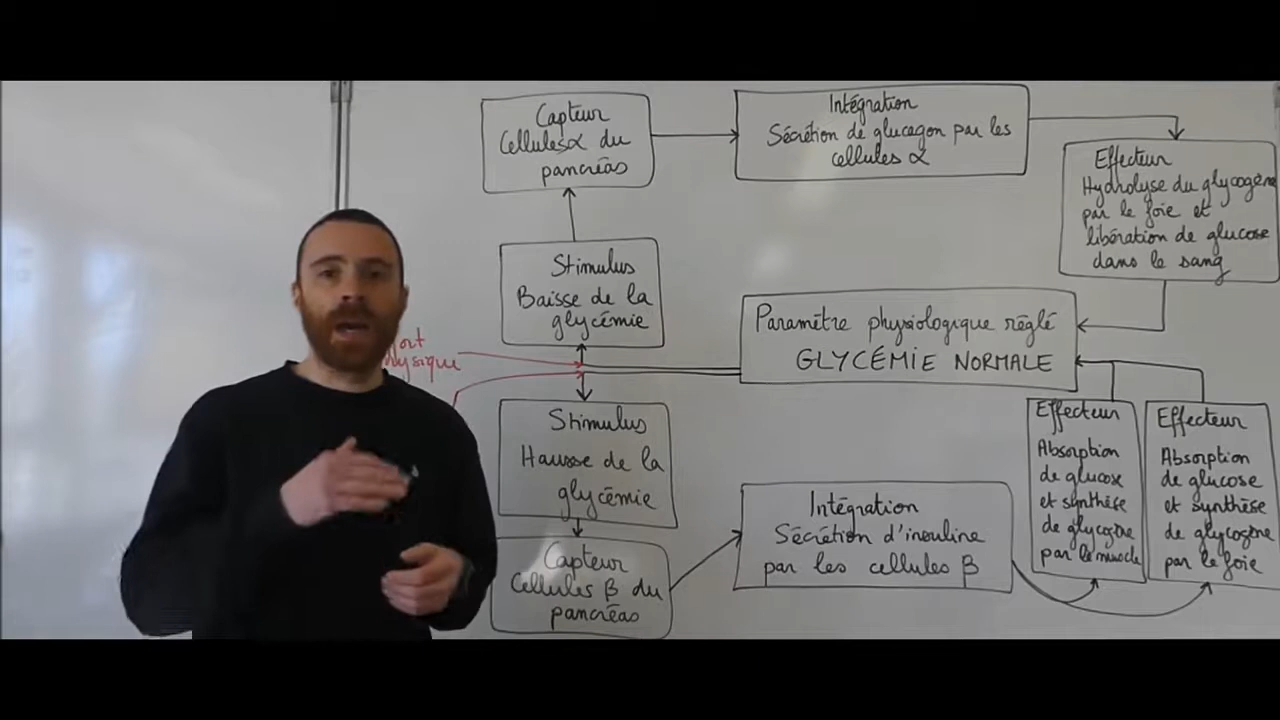 Capteur
Cellules α du
pancréas
Intégration
Sécrétion de glucagon par les
cellules α
Effecteur
Hydrolyse du glycogène
par le foie et
libération de glucose
dans le sang
Stimulus
Baisse de la
glycémie
Paramètre physiologique réglé
GLYCÉMIE NORMALE
Stimulus
Hausse de la
glycémie
Capteur
Cellules β du
pancréas
Intégration
Sécrétion d'insuline
par les cellules β
Effecteur
Absorption
de glucose
et synthèse
de glycogène
par le muscle
Effecteur
Absorption
de glucose
et synthèse
de glycogène
par le foie